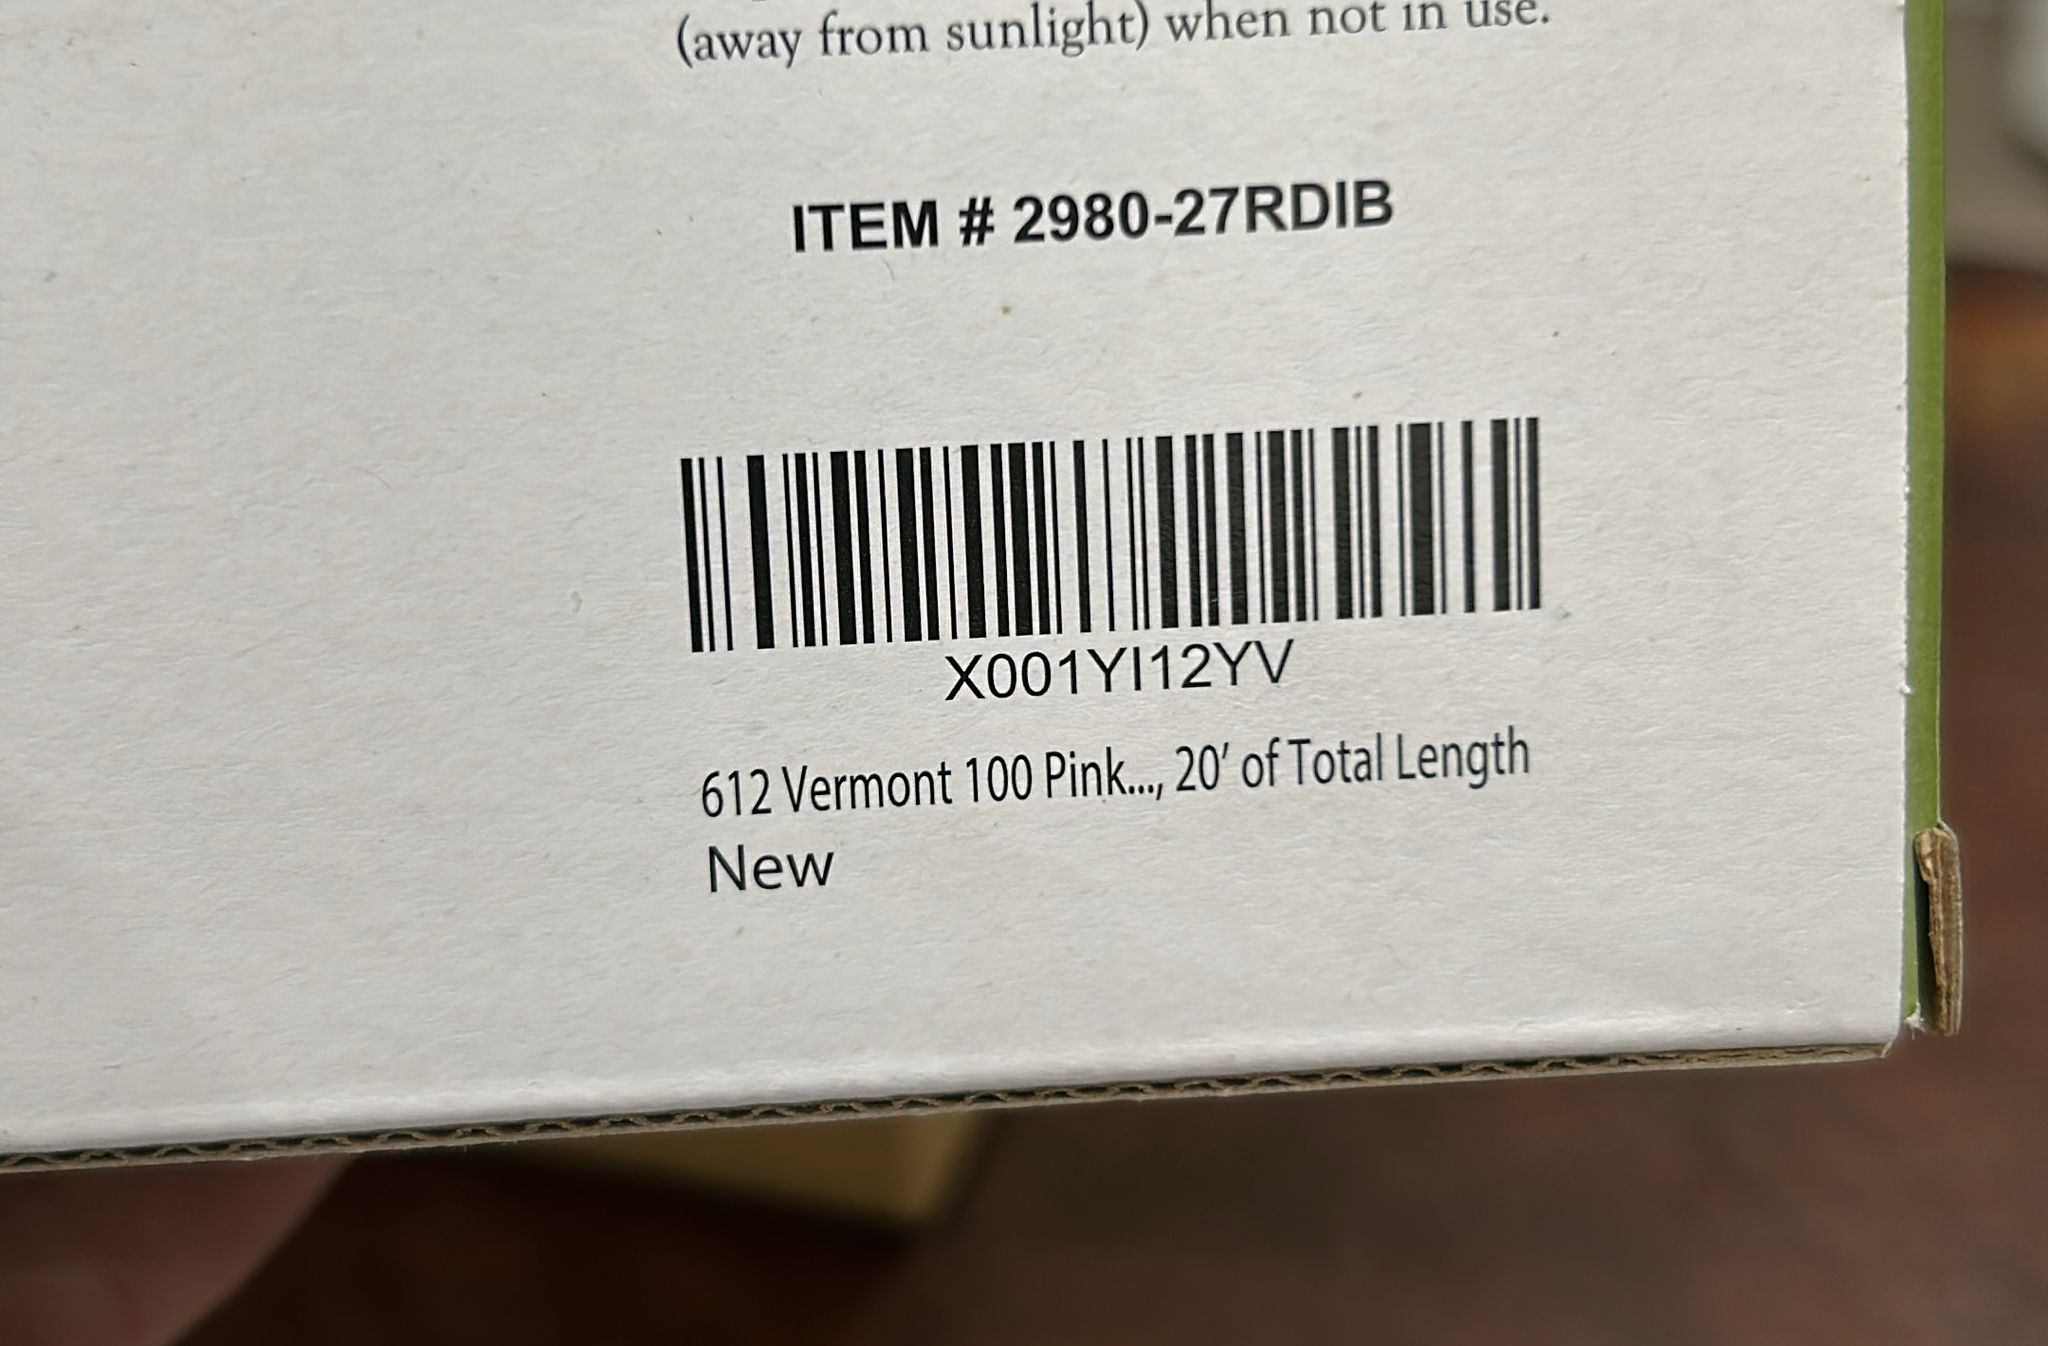 (away from sunlight) when not in use.
ITEM # 2980-27RDIB
X001YI12YV
612 Vermont 100 Pink..., 20' of Total Length
New